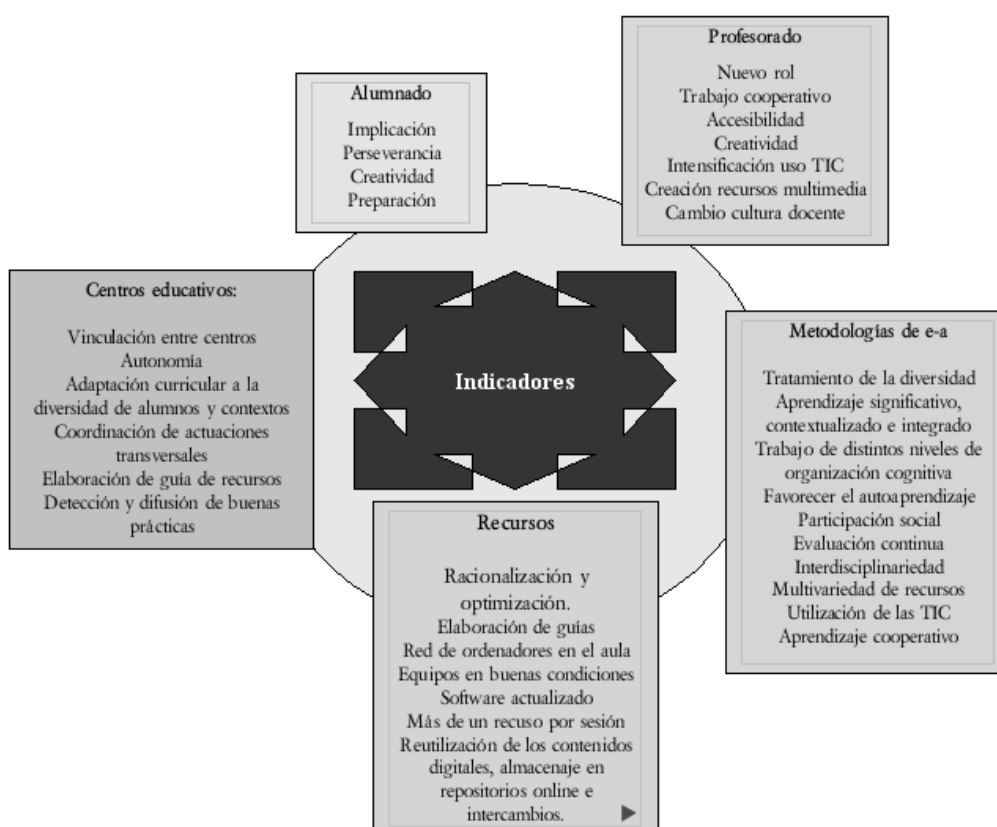 Profesorado
Nuevo rol
Trabajo cooperativo
Accesibilidad
Creatividad
Intensificación uso TIC
Creación recursos multimedia
Cambio cultura docente
Alumnado
Implicación
Perseverancia
Creatividad
Preparación
Centros educativos:
Vinculación entre centros
Autonomía
Adaptación curricular a la
diversidad de alumnos y contextos
Coordinación de actuaciones
transversales
Elaboración de guía de recursos
Detección y difusión de buenas
prácticas
Indicadores
Metodologías de e-a
Tratamiento de la diversidad
Aprendizaje significativo,
contextualizado e integrado
Trabajo de distintos niveles de
organización cognitiva
Favorecer el autoaprendizaje
Participación social
Evaluación continua
Interdisciplinariedad
Multivariedad de recursos
Utilización de las TIC
Aprendizaje cooperativo
Recursos
Racionalización y
optimización.
Elaboración de guías
Red de ordenadores en el aula
Equipos en buenas condiciones
Software actualizado
Más de un recuso por sesión
Reutilización de los contenidos
digitales, almacenaje en
repositorios online e
intercambios.